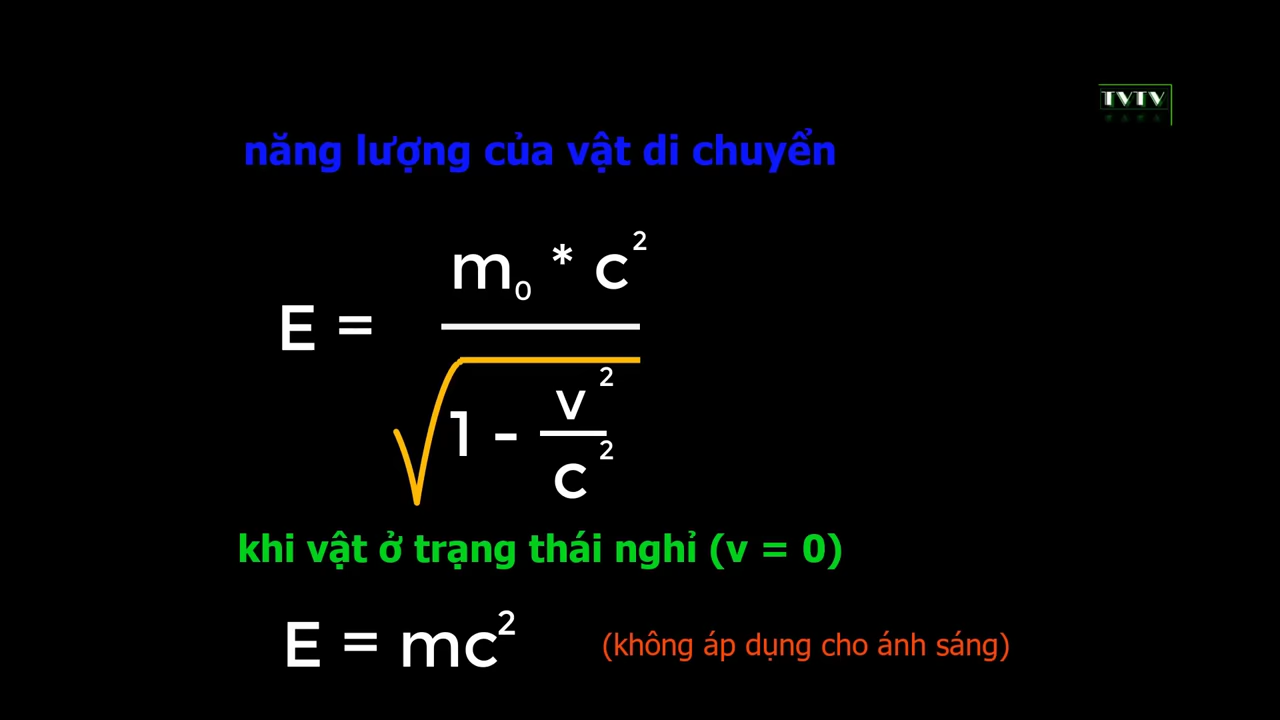 TVTV
năng lượng của vật di chuyển
E = m₀ * c² / √(1 - v²/c²)
khi vật ở trạng thái nghỉ (v = 0)
E = mc² (không áp dụng cho ánh sáng)